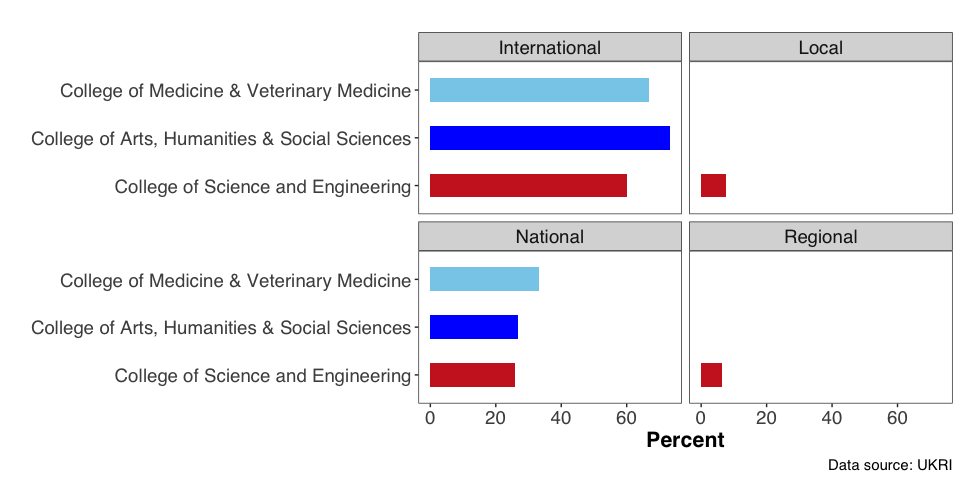 International
Local
College of Medicine & Veterinary Medicine
College of Arts, Humanities & Social Sciences
College of Science and Engineering
National
Regional
College of Medicine & Veterinary Medicine
College of Arts, Humanities & Social Sciences
College of Science and Engineering
0 20 40 60
0 20 40 60
Percent
Data source: UKRI